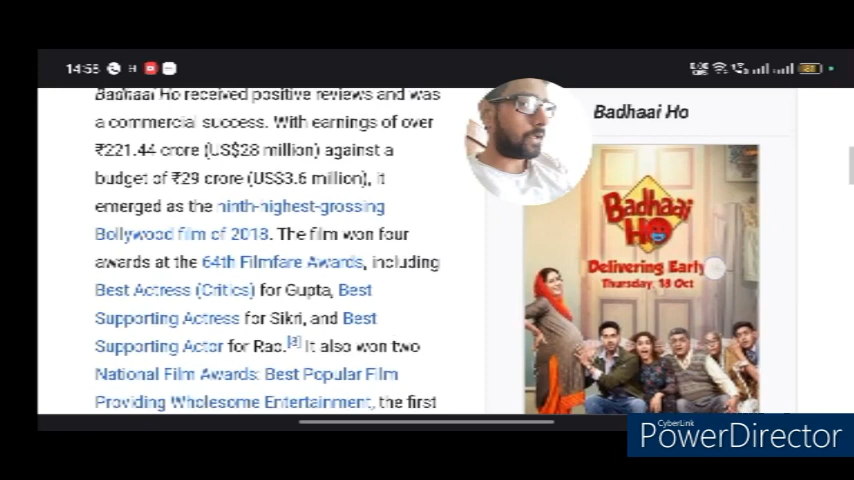 14:58
Badhaai Ho received positive reviews and was
a commercial success. With earnings of over
₹221.44 crore (US$28 million) against a
budget of ₹29 crore (US$3.6 million), it
emerged as the ninth-highest-grossing
Bollywood film of 2018. The film won four
awards at the 64th Filmfare Awards, including
Best Actress (Critics) for Gupta, Best
Supporting Actress for Sikri, and Best
Supporting Actor for Rao.[8] It also won two
National Film Awards: Best Popular Film
Providing Wholesome Entertainment, the first
Badhaai Ho
Badhaai
Ho
Delivering Early
Thursday, 18 Oct
CyberLink
PowerDirector